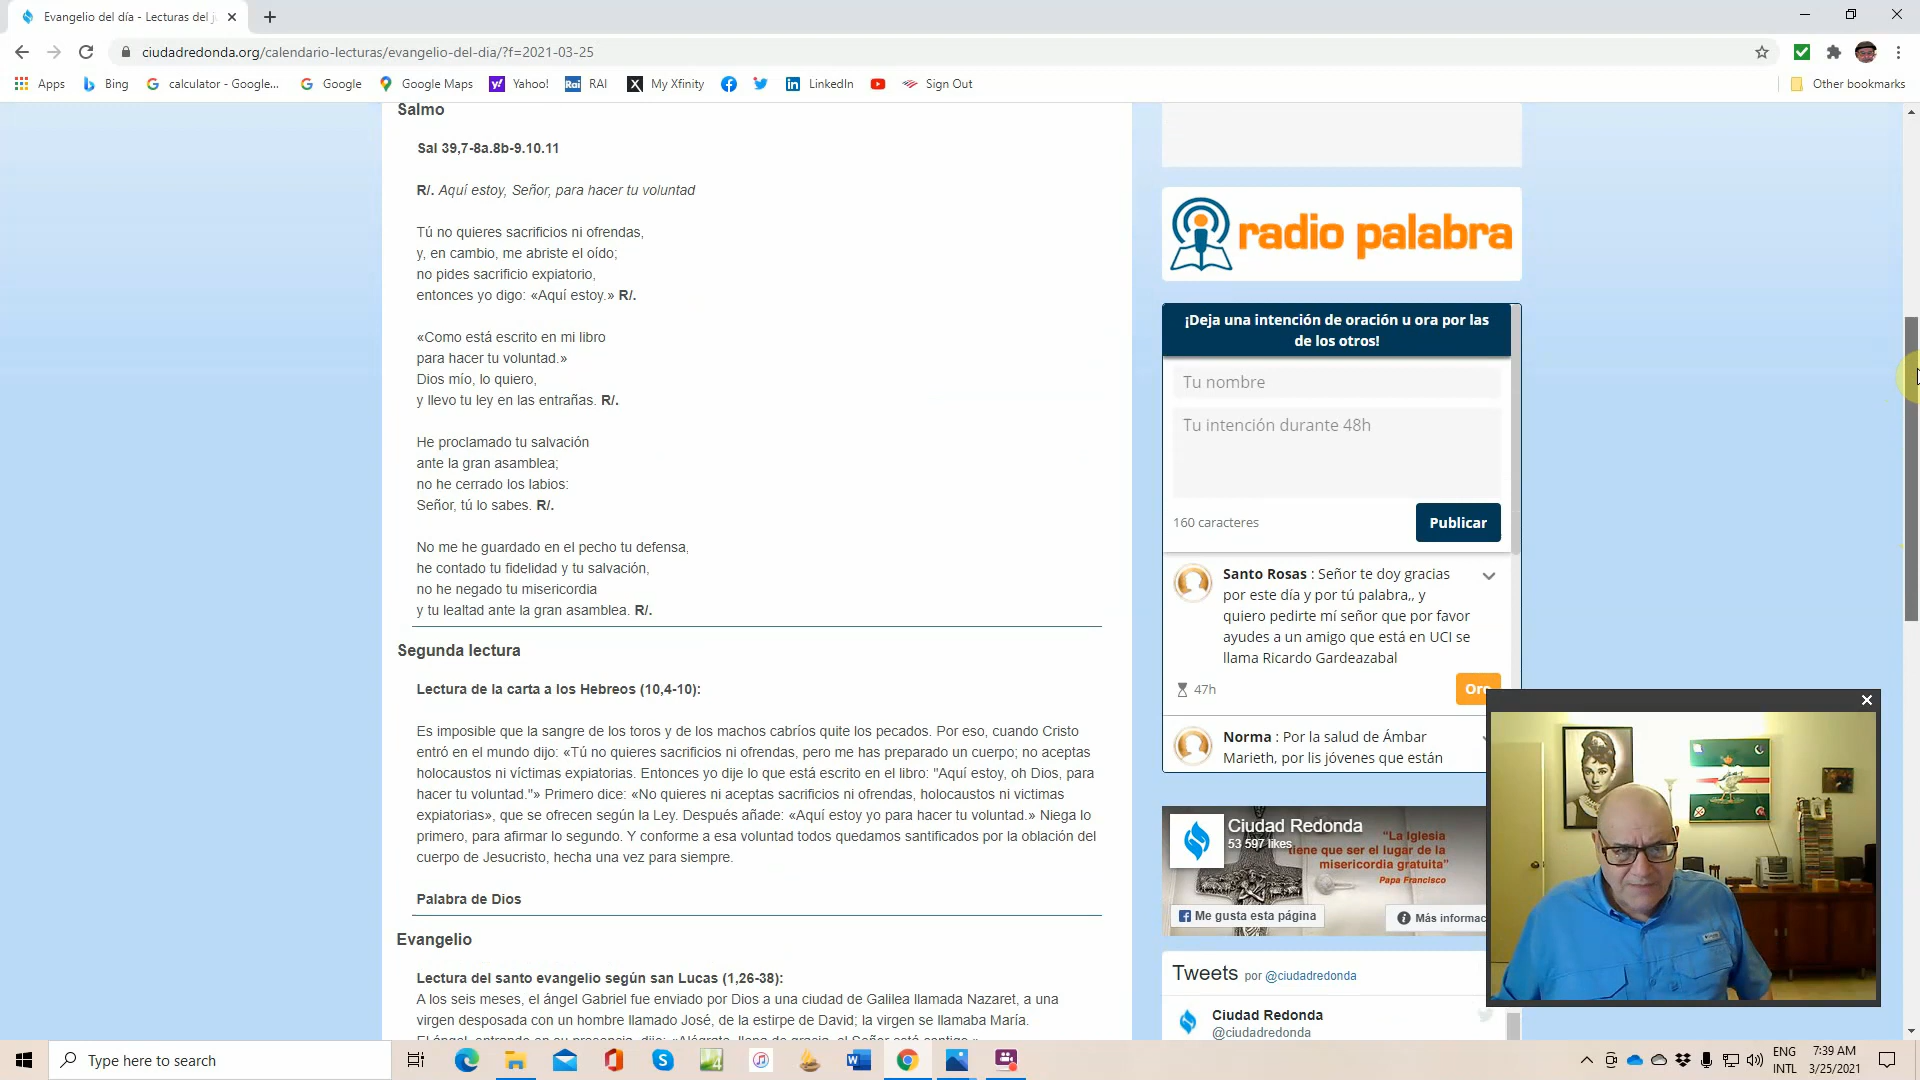 Evangelio del día - Lecturas del j
ciudadredonda.org/calendario-lecturas/evangelio-del-dia/?f=2021-03-25
Apps
Bing
calculator - Google...
Google
Google Maps
Yahoo!
RAI
My Xfinity
LinkedIn
Sign Out
Other bookmarks
Salmo
Sal 39,7-8a.8b-9.10.11
R/. Aquí estoy, Señor, para hacer tu voluntad
Tú no quieres sacrificios ni ofrendas,
y, en cambio, me abriste el oído;
no pides sacrificio expiatorio,
entonces yo digo: «Aquí estoy.» R/.
«Como está escrito en mi libro
para hacer tu voluntad.»
Dios mío, lo quiero,
y llevo tu ley en las entrañas. R/.
He proclamado tu salvación
ante la gran asamblea;
no he cerrado los labios:
Señor, tú lo sabes. R/.
No me he guardado en el pecho tu defensa,
he contado tu fidelidad y tu salvación,
no he negado tu misericordia
y tu lealtad ante la gran asamblea. R/.
Segunda lectura
Lectura de la carta a los Hebreos (10,4-10):
Es imposible que la sangre de los toros y de los machos cabríos quite los pecados. Por eso, cuando Cristo
entró en el mundo dijo: «Tú no quieres sacrificios ni ofrendas, pero me has preparado un cuerpo; no aceptas
holocaustos ni víctimas expiatorias. Entonces yo dije lo que está escrito en el libro: "Aquí estoy, oh Dios, para
hacer tu voluntad."» Primero dice: «No quieres ni aceptas sacrificios ni ofrendas, holocaustos ni victimas
expiatorias», que se ofrecen según la Ley. Después añade: «Aquí estoy yo para hacer tu voluntad.» Niega lo
primero, para afirmar lo segundo. Y conforme a esa voluntad todos quedamos santificados por la oblación del
cuerpo de Jesucristo, hecha una vez para siempre.
Palabra de Dios
Evangelio
Lectura del santo evangelio según san Lucas (1,26-38):
A los seis meses, el ángel Gabriel fue enviado por Dios a una ciudad de Galilea llamada Nazaret, a una
virgen desposada con un hombre llamado José, de la estirpe de David; la virgen se llamaba María.
radio palabra
¡Deja una intención de oración u ora por las
de los otros!
Tu nombre
Tu intención durante 48h
160 caracteres
Publicar
Santo Rosas : Señor te doy gracias
por este día y por tú palabra,, y
quiero pedirte mí señor que por favor
ayudes a un amigo que está en UCI se
llama Ricardo Gardeazabal
47h
Norma : Por la salud de Ámbar
Marieth, por lis jóvenes que están
Ciudad Redonda
53 597 likes
"La Iglesia
tiene que ser el lugar de la
misericordia gratuita"
Papa Francisco
Me gusta esta página
Más informac
Tweets por @ciudadredonda
Ciudad Redonda
@ciudadredonda
Type here to search
ENG
INTL
7:39 AM
3/25/2021